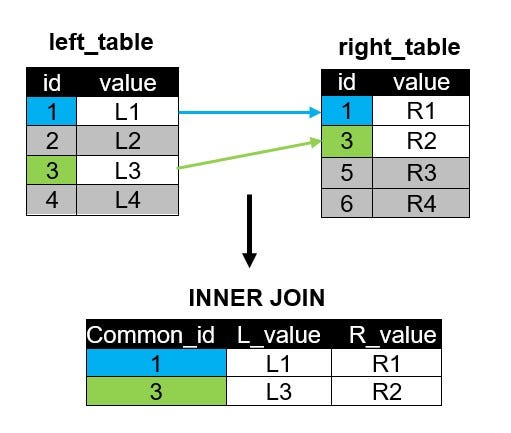 left_table
id value
1 L1
2 L2
3 L3
4 L4
right_table
id value
1 R1
3 R2
5 R3
6 R4
INNER JOIN
Common_id L_value R_value
1 L1 R1
3 L3 R2